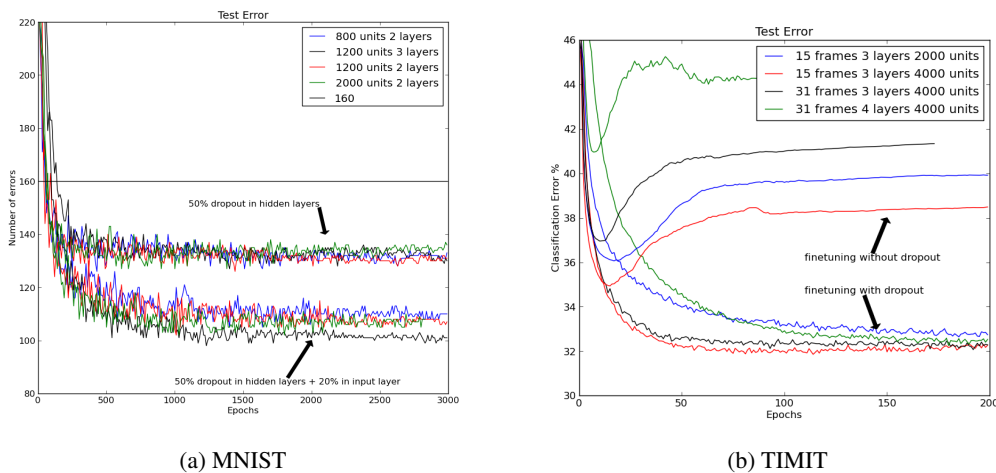 Test Error
220
200
180
160
140
120
100
80
Number of errors
800 units 2 layers
1200 units 3 layers
1200 units 2 layers
2000 units 2 layers
160
50% dropout in hidden layers
50% dropout in hidden layers + 20% in input layer
0
500
1000
1500
2000
2500
3000
Epochs
(a) MNIST
Test Error
46
44
42
40
38
36
34
32
30
Classification Error %
15 frames 3 layers 2000 units
15 frames 3 layers 4000 units
31 frames 3 layers 4000 units
31 frames 4 layers 4000 units
finetuning without dropout
finetuning with dropout
0
50
100
150
200
Epochs
(b) TIMIT